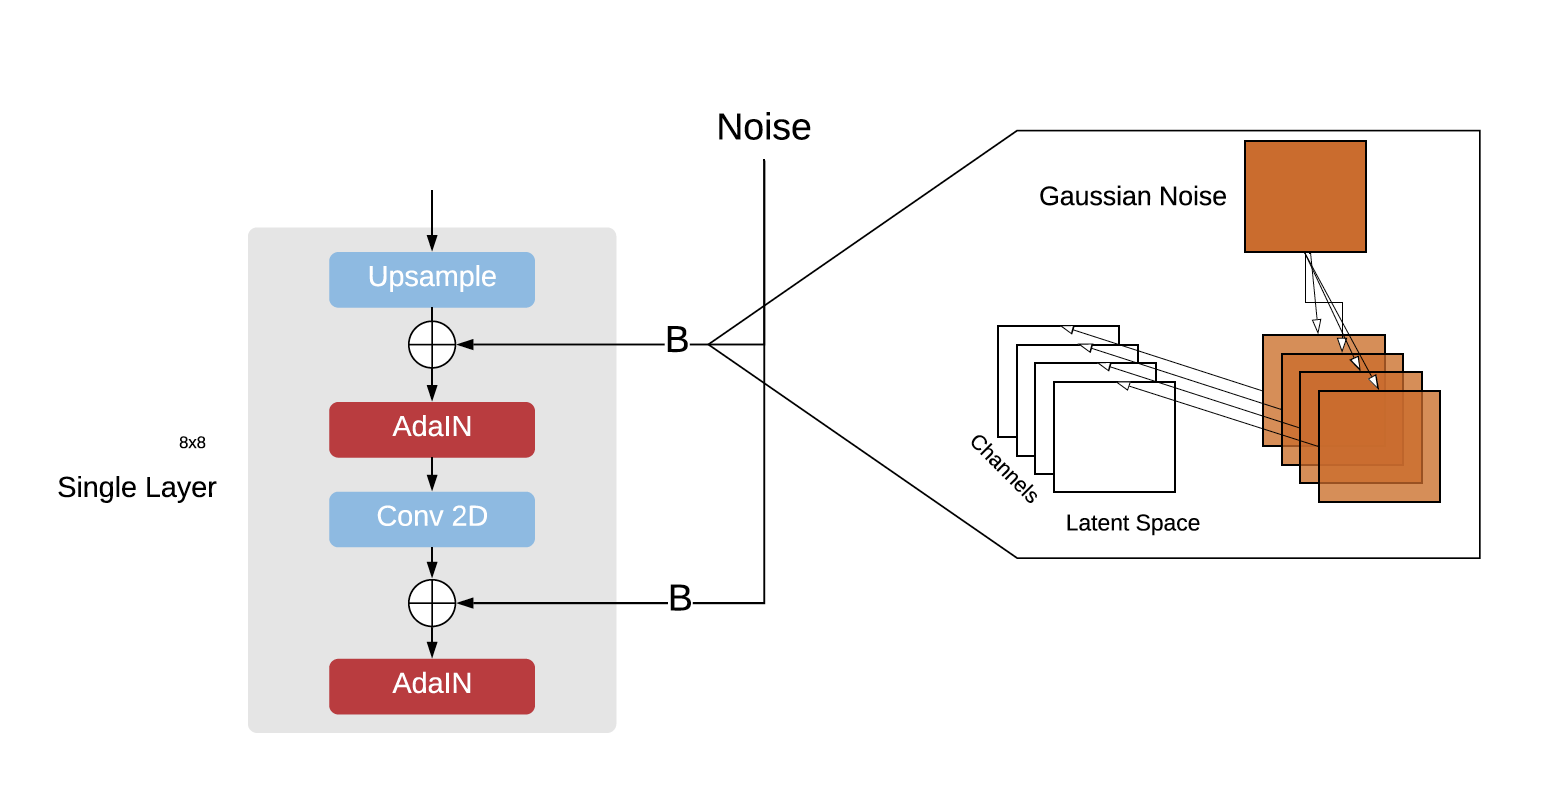 Noise
Gaussian Noise
Upsample
B
AdaIN
8x8
Single Layer
Channels
Conv 2D
Latent Space
B
AdaIN